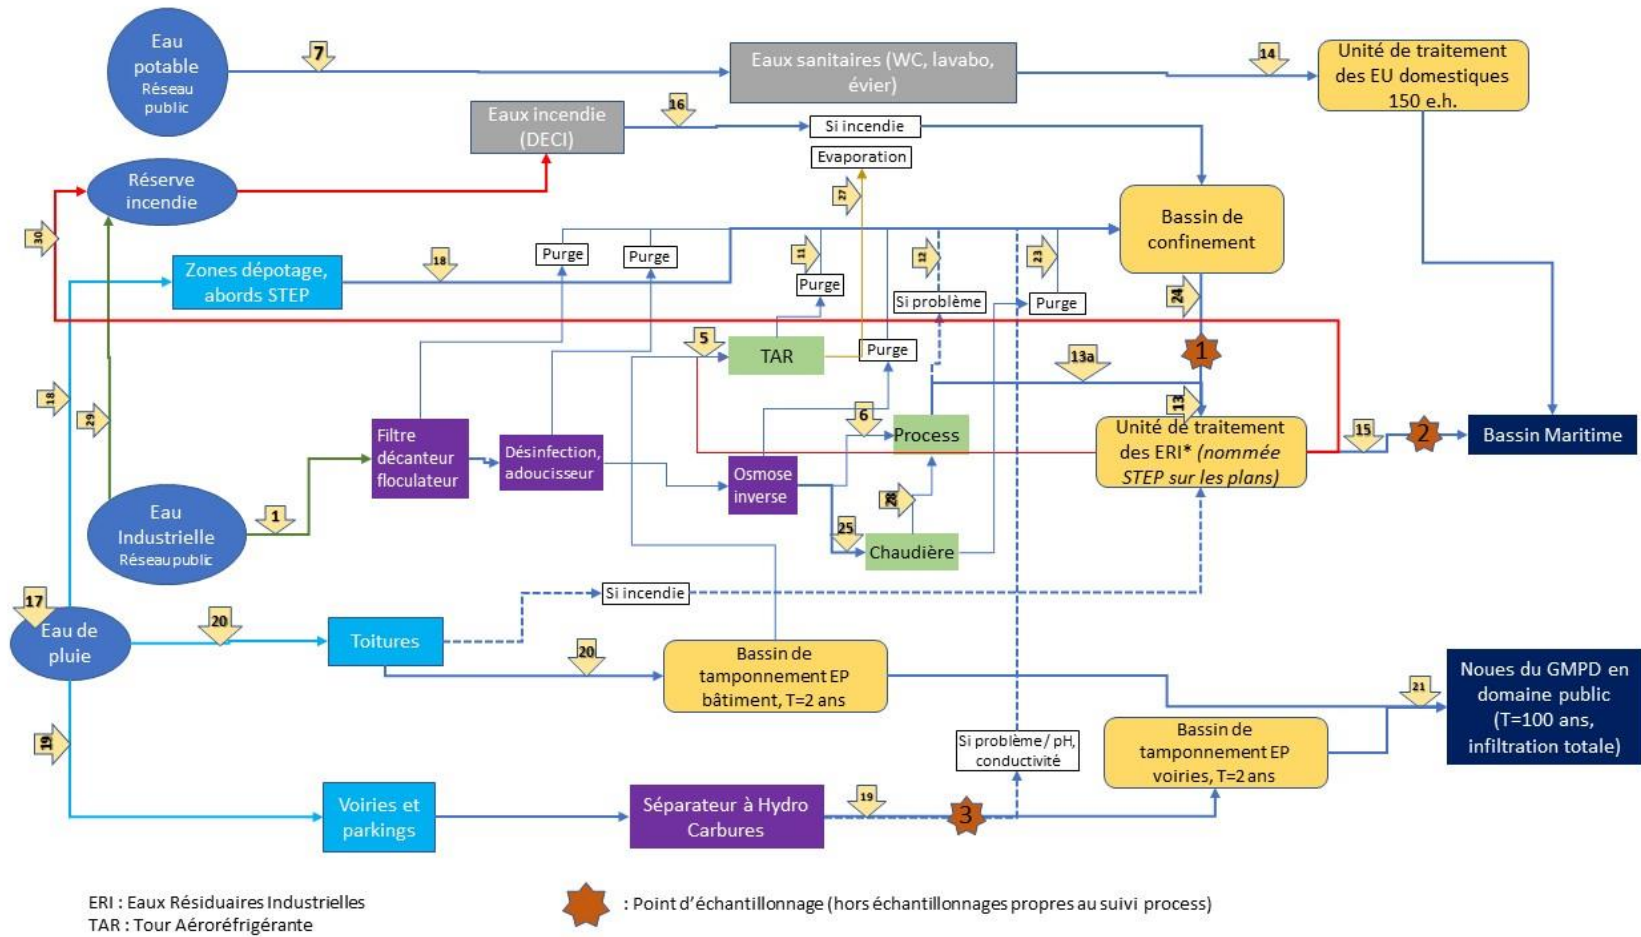 Eau
potable
Réseau
public
7
Eaux sanitaires (WC, lavabo,
évier)
14
Unité de traitement
des EU domestiques
150 e.h.
Eaux incendie
(DECI)
16
Si incendie
Evaporation
Réserve
incendie
27
Bassin de
confinement
30
Zones dépotage,
abords STEP
18
Purge
Purge
11
Purge
12
Si problème
23
Purge
24
5
TAR
Purge
1
13a
18
29
6
Process
13
Filtre
décanteur
floculateur
Désinfection,
adoucisseur
Osmose
inverse
Unité de traitement
des ERI* (nommée
STEP sur les plans)
15
2
Bassin Maritime
Eau
Industrielle
Réseau public
1
28
25
Chaudière
17
Eau de
pluie
20
Toitures
Si incendie
20
Bassin de
tamponnement EP
bâtiment, T=2 ans
21
Noues du GMPD en
domaine public
(T=100 ans,
infiltration totale)
19
Si problème / pH,
conductivité
Bassin de
tamponnement EP
voiries, T=2 ans
Voiries et
parkings
Séparateur à Hydro
Carbures
19
3
ERI : Eaux Résiduaires Industrielles
TAR : Tour Aéroréfrigérante
: Point d'échantillonnage (hors échantillonnages propres au suivi process)